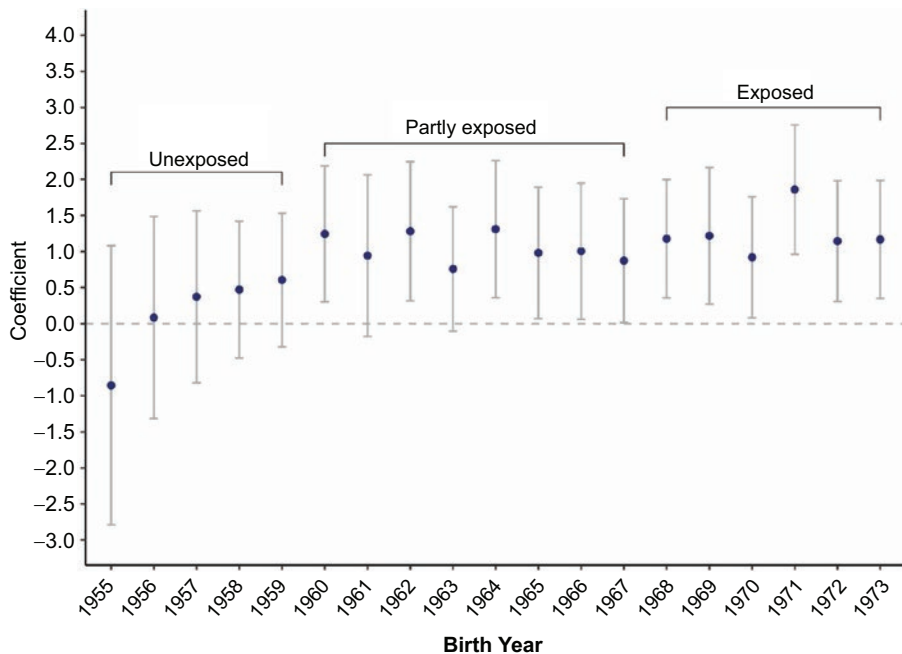 4.0
3.5
3.0
2.5
2.0
1.5
1.0
0.5
0.0
–0.5
–1.0
–1.5
–2.0
–2.5
–3.0
Coefficient
Unexposed
Partly exposed
Exposed
1955 1956 1957 1958 1959 1960 1961 1962 1963 1964 1965 1966 1967 1968 1969 1970 1971 1972 1973
Birth Year